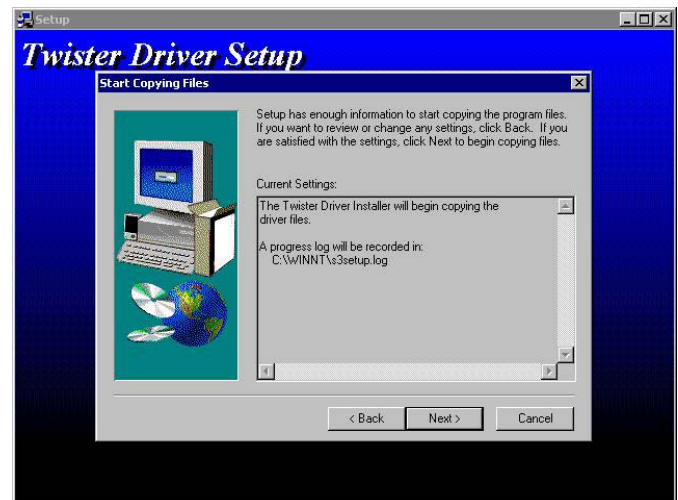 Setup
Twister Driver Setup
Start Copying Files
Setup has enough information to start copying the program files.
If you want to review or change any settings, click Back. If you
are satisfied with the settings, click Next to begin copying files.
Current Settings:
The Twister Driver Installer will begin copying the
driver files.
A progress log will be recorded in:
C:\WINNT\s3setup.log
< Back
Next >
Cancel